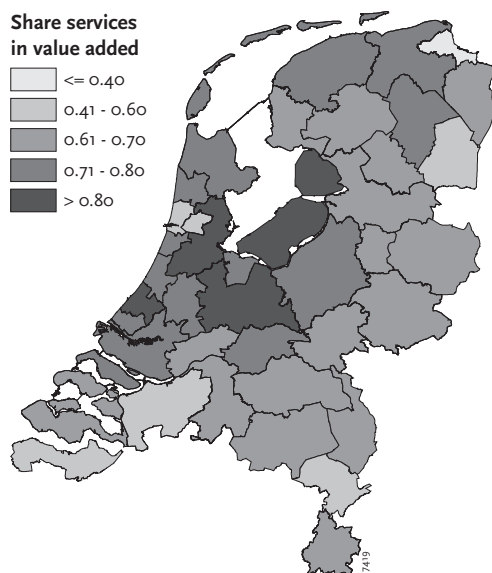 Share services
in value added
<= 0.40
0.41 - 0.60
0.61 - 0.70
0.71 - 0.80
> 0.80
7419